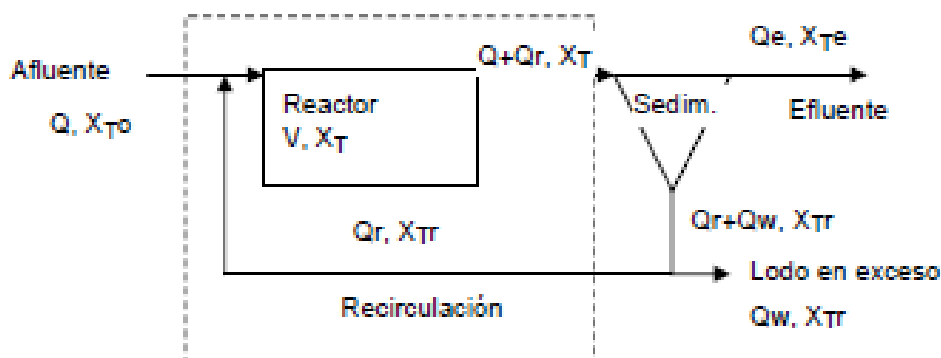 Qe, XTe
Afluente
Q+Qr, XT
Reactor
V, XT
Sedim.
Efluente
Q, XTo
Qr, XTr
Qr+Qw, XTr
Lodo en exceso
Recirculación
Qw, XTr